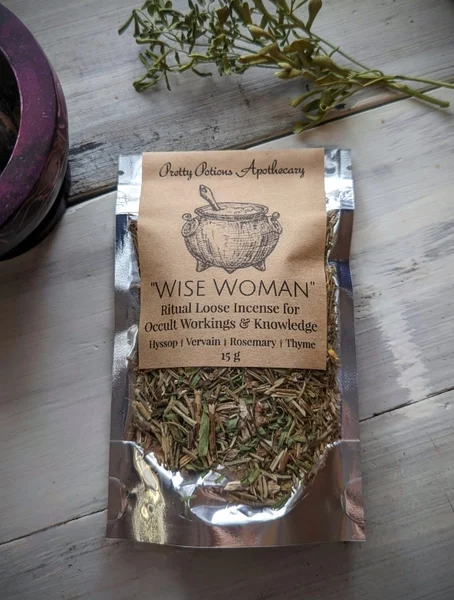 Pretty Potions Apothecary
"WISE WOMAN"
Ritual Loose Incense for
Occult Workings & Knowledge
Hyssop † Vervain † Rosemary † Thyme
15 g